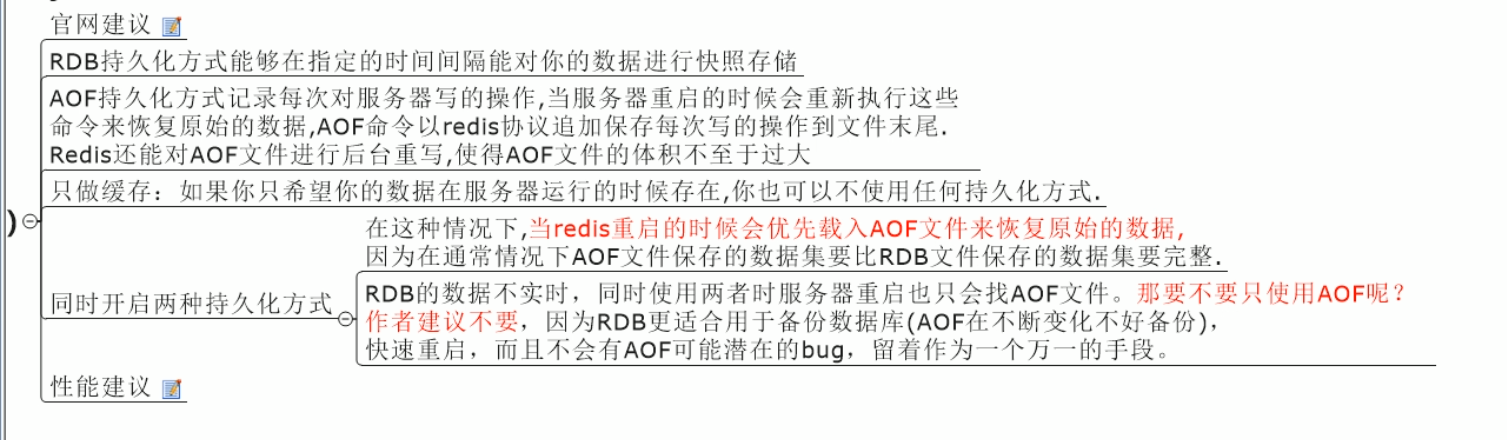 官网建议
RDB持久化方式能够在指定的时间间隔能对你的数据进行快照存储
AOF持久化方式记录每次对服务器写的操作,当服务器重启的时候会重新执行这些
命令来恢复原始的数据,AOF命令以redis协议追加保存每次写的操作到文件末尾.
Redis还能对AOF文件进行后台重写,使得AOF文件的体积不至于过大
只做缓存：如果你只希望你的数据在服务器运行的时候存在,你也可以不使用任何持久化方式.
)
同时开启两种持久化方式
在这种情况下,当redis重启的时候会优先载入AOF文件来恢复原始的数据,
因为在通常情况下AOF文件保存的数据集要比RDB文件保存的数据集要完整.
RDB的数据不实时，同时使用两者时服务器重启也只会找AOF文件。那要不要只使用AOF呢？
作者建议不要，因为RDB更适合用于备份数据库(AOF在不断变化不好备份)，
快速重启，而且不会有AOF可能潜在的bug，留着作为一个万一的手段。
性能建议